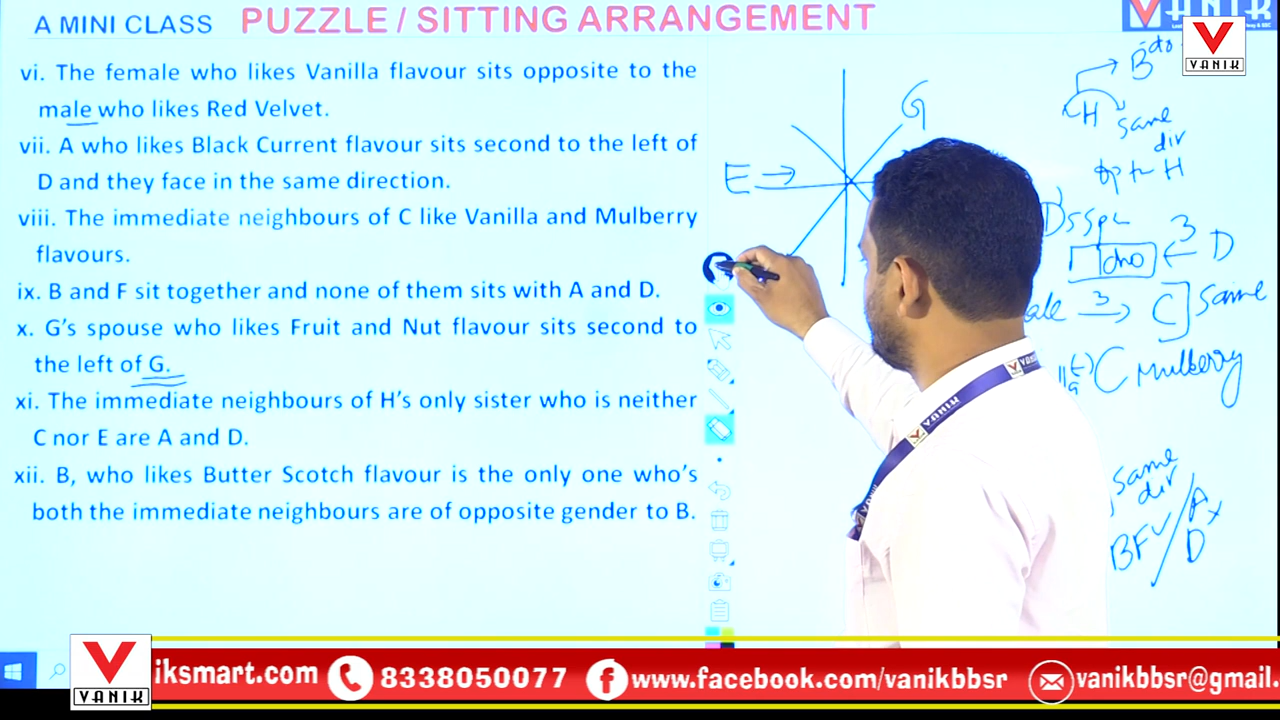 A MINI CLASS PUZZLE / SITTING ARRANGEMENT
VANIK
vi. The female who likes Vanilla flavour sits opposite to the
male who likes Red Velvet.
vii. A who likes Black Current flavour sits second to the left of
D and they face in the same direction.
viii. The immediate neighbours of C like Vanilla and Mulberry
flavours.
ix. B and F sit together and none of them sits with A and D.
x. G's spouse who likes Fruit and Nut flavour sits second to
the left of G.
xi. The immediate neighbours of H's only sister who is neither
C nor E are A and D.
xii. B, who likes Butter Scotch flavour is the only one who's
both the immediate neighbours are of opposite gender to B.
G
E
B
H same
dir
H
3 D
3 C same
C Mulberry
same
dir
BF A
D
VANIK
VANIK
iksmart.com 8338050077 www.facebook.com/vanikbbsr vanikbbsr@gmail.
VANIK